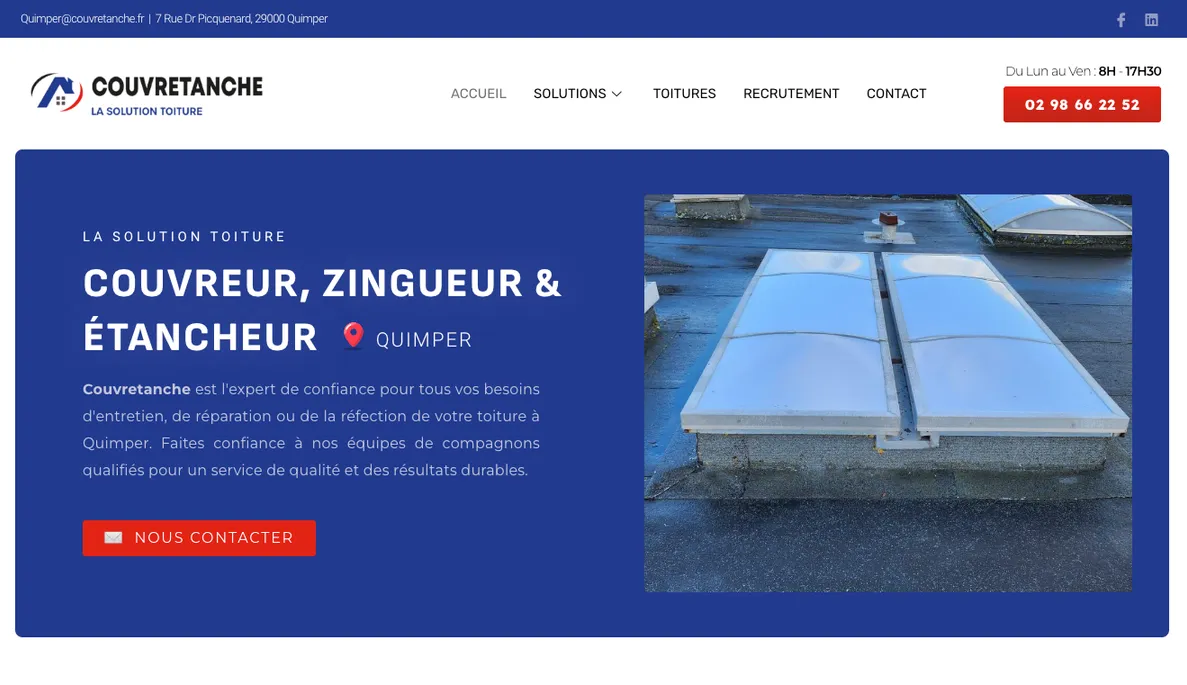 Quimper@couvretanche.fr | 7 Rue Dr Picquenard, 29000 Quimper
COUVRETANCHE
LA SOLUTION TOITURE
ACCUEIL
SOLUTIONS
TOITURES
RECRUTEMENT
CONTACT
Du Lun au Ven : 8H - 17H30
02 98 66 22 52
LA SOLUTION TOITURE
COUVREUR, ZINGUEUR &
ÉTANCHEUR 📍 QUIMPER
Couvretanche est l'expert de confiance pour tous vos besoins
d'entretien, de réparation ou de la réfection de votre toiture à
Quimper. Faites confiance à nos équipes de compagnons
qualifiés pour un service de qualité et des résultats durables.
✉️ NOUS CONTACTER